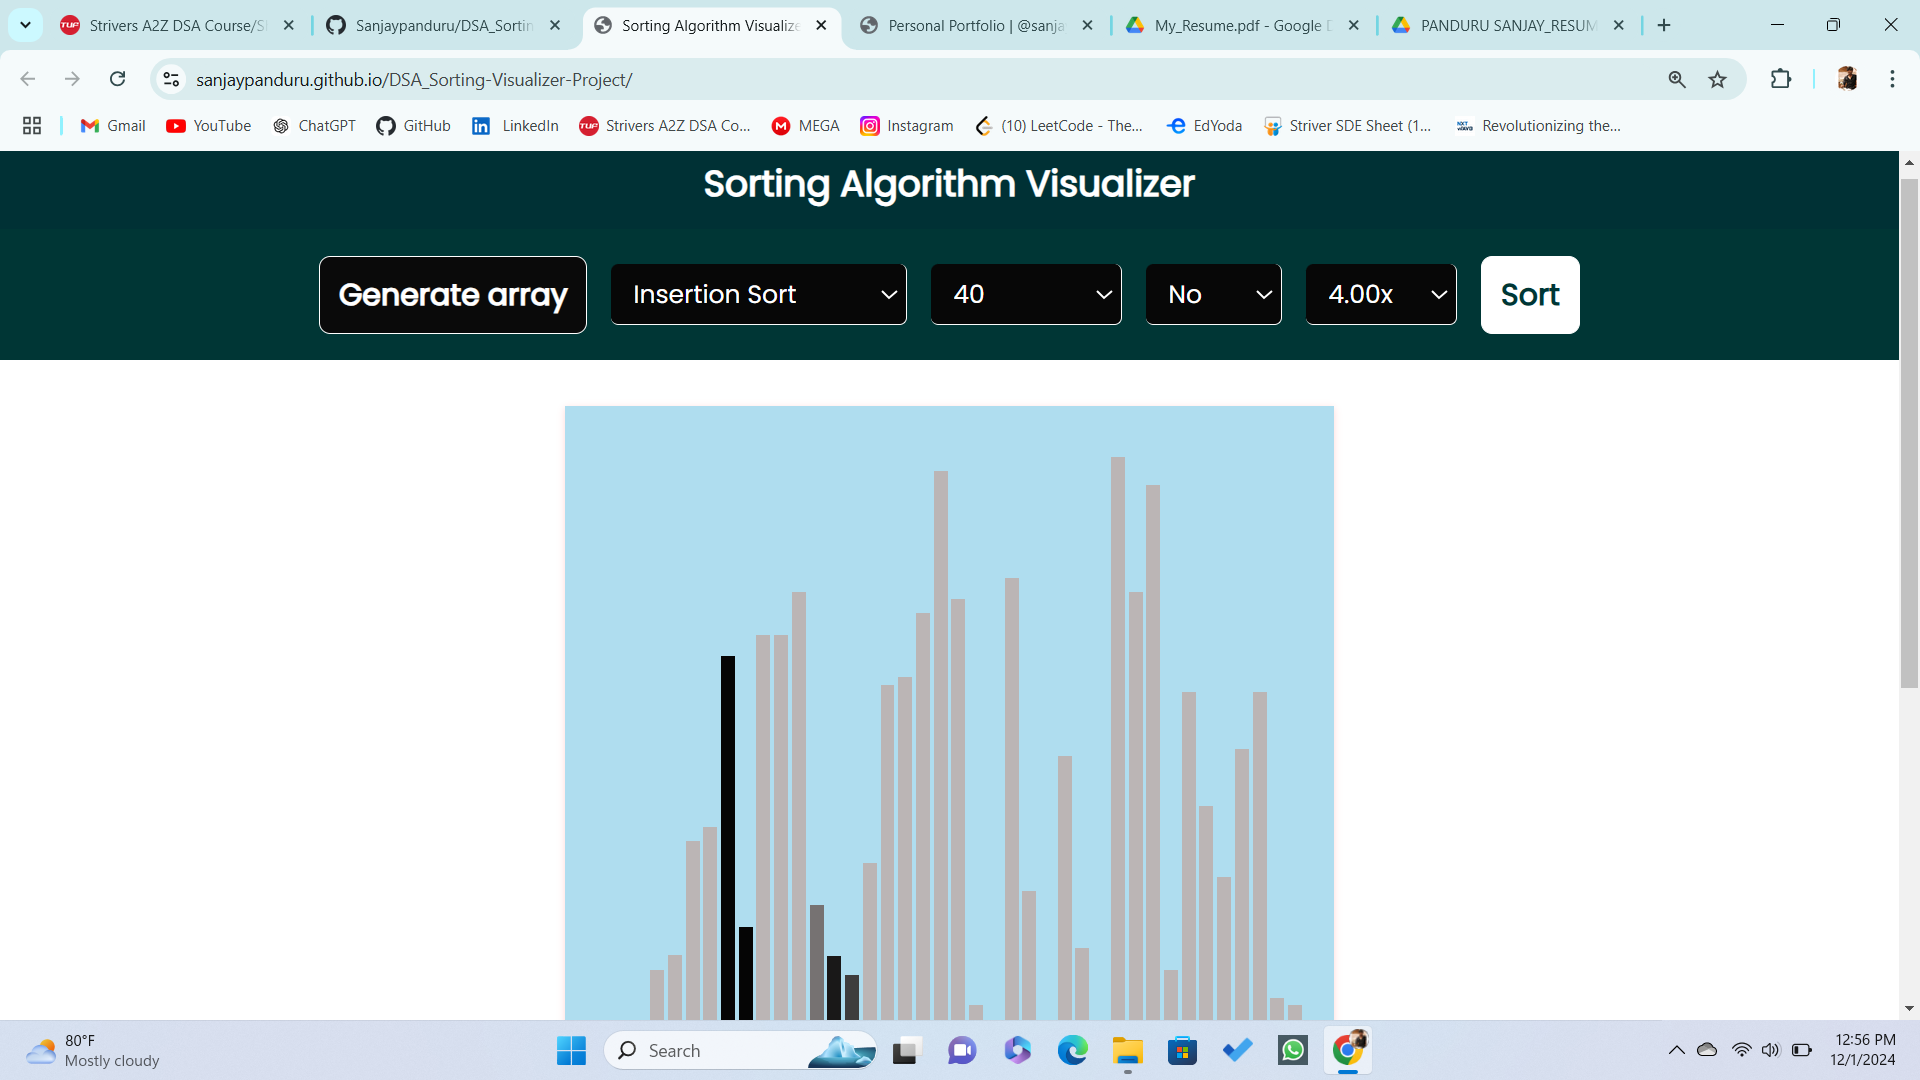 Strivers A2Z DSA Course/S
Sanjaypanduru/DSA_Sortin
Sorting Algorithm Visualize
Personal Portfolio | @sanja
My_Resume.pdf - Google D
PANDURU SANJAY_RESUM
sanjaypanduru.github.io/DSA_Sorting-Visualizer-Project/
Gmail
YouTube
ChatGPT
GitHub
LinkedIn
Strivers A2Z DSA Co...
MEGA
Instagram
(10) LeetCode - The...
EdYoda
Striver SDE Sheet (1...
Revolutionizing the...
Sorting Algorithm Visualizer
Generate array
Insertion Sort
40
No
4.00x
Sort
80°F
Mostly cloudy
Search
12:56 PM
12/1/2024